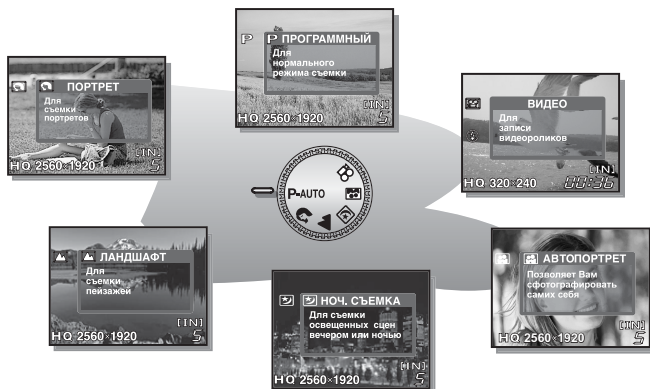 P P ПРОГРАММНЫЙ
Для
нормального
режима съемки
[IN]
HQ 2560×1920 5
ПОРТРЕТ
Для
съемки
портретов
[IN]
HQ 2560×1920 5
ВИДЕО
Для
записи
видеороликов
[IN]
HQ 320×240 00:36
P-AUTO
ЛАНДШАФТ
Для
съемки
пейзажей
[IN]
HQ 2560×1920 5
НОЧ. СЪЕМКА
Для съемки
освещенных сцен
вечером или ночью
[IN]
HQ 2560×1920 5
АВТОПОРТРЕТ
Позволяет Вам
сфотографировать
самих себя
[IN]
HQ 2560×1920 5